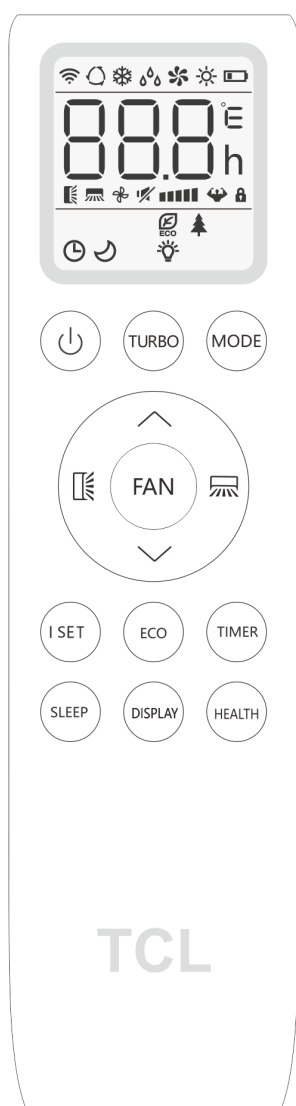 88.8
°E
h
ECO
TURBO MODE
FAN
I SET ECO TIMER
SLEEP DISPLAY HEALTH
TCL